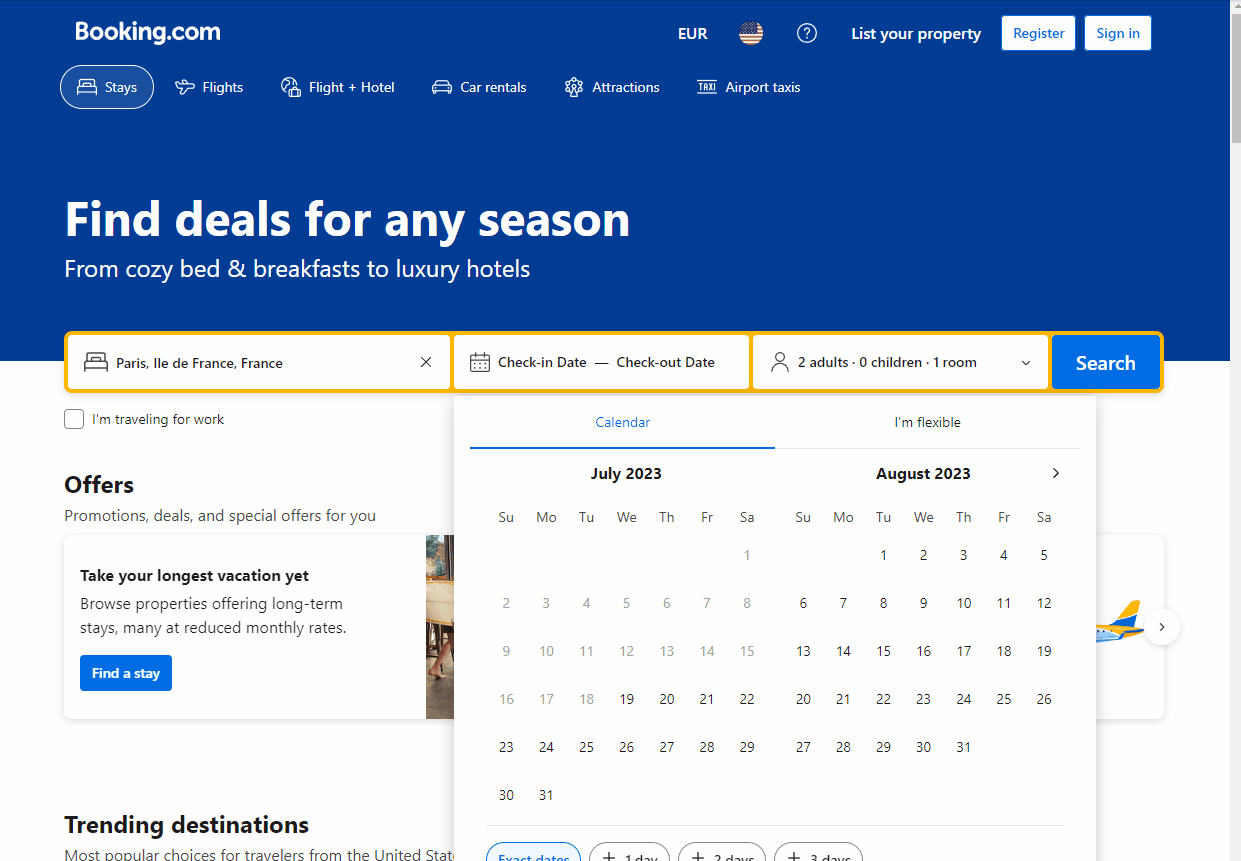 Booking.com
EUR
List your property
Register
Sign in
Stays
Flights
Flight + Hotel
Car rentals
Attractions
TAXI
Airport taxis
Find deals for any season
From cozy bed & breakfasts to luxury hotels
Paris, Ile de France, France
Check-in Date — Check-out Date
2 adults · 0 children · 1 room
Search
I'm traveling for work
Calendar
I'm flexible
Offers
Promotions, deals, and special offers for you
Take your longest vacation yet
Browse properties offering long-term
stays, many at reduced monthly rates.
Find a stay
July 2023
Su Mo Tu We Th Fr Sa
1
2 3 4 5 6 7 8
9 10 11 12 13 14 15
16 17 18 19 20 21 22
23 24 25 26 27 28 29
30 31
August 2023
Su Mo Tu We Th Fr Sa
1 2 3 4 5
6 7 8 9 10 11 12
13 14 15 16 17 18 19
20 21 22 23 24 25 26
27 28 29 30 31
Trending destinations
Most popular choices for travelers from the United Stat
Exact dates
+ 1 day
+ 2 days
+ 3 days